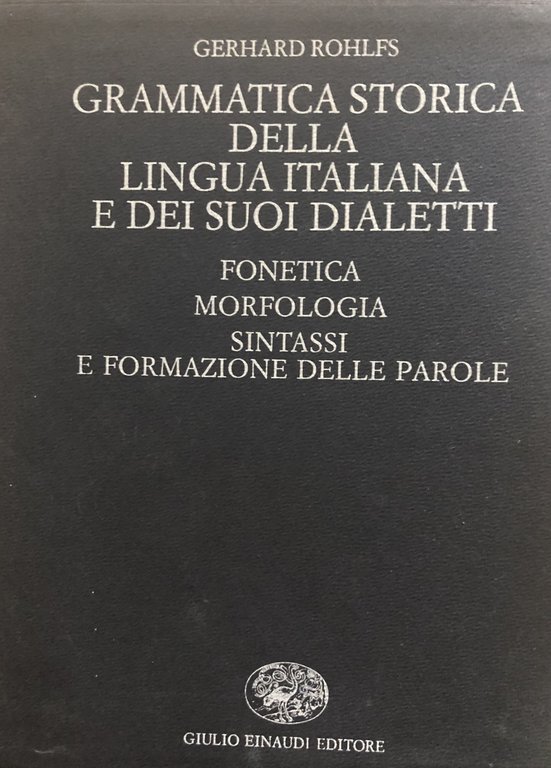 GERHARD ROHLFS
GRAMMATICA STORICA
DELLA
LINGUA ITALIANA
E DEI SUOI DIALETTI
FONETICA
MORFOLOGIA
SINTASSI
E FORMAZIONE DELLE PAROLE
GIULIO EINAUDI EDITORE